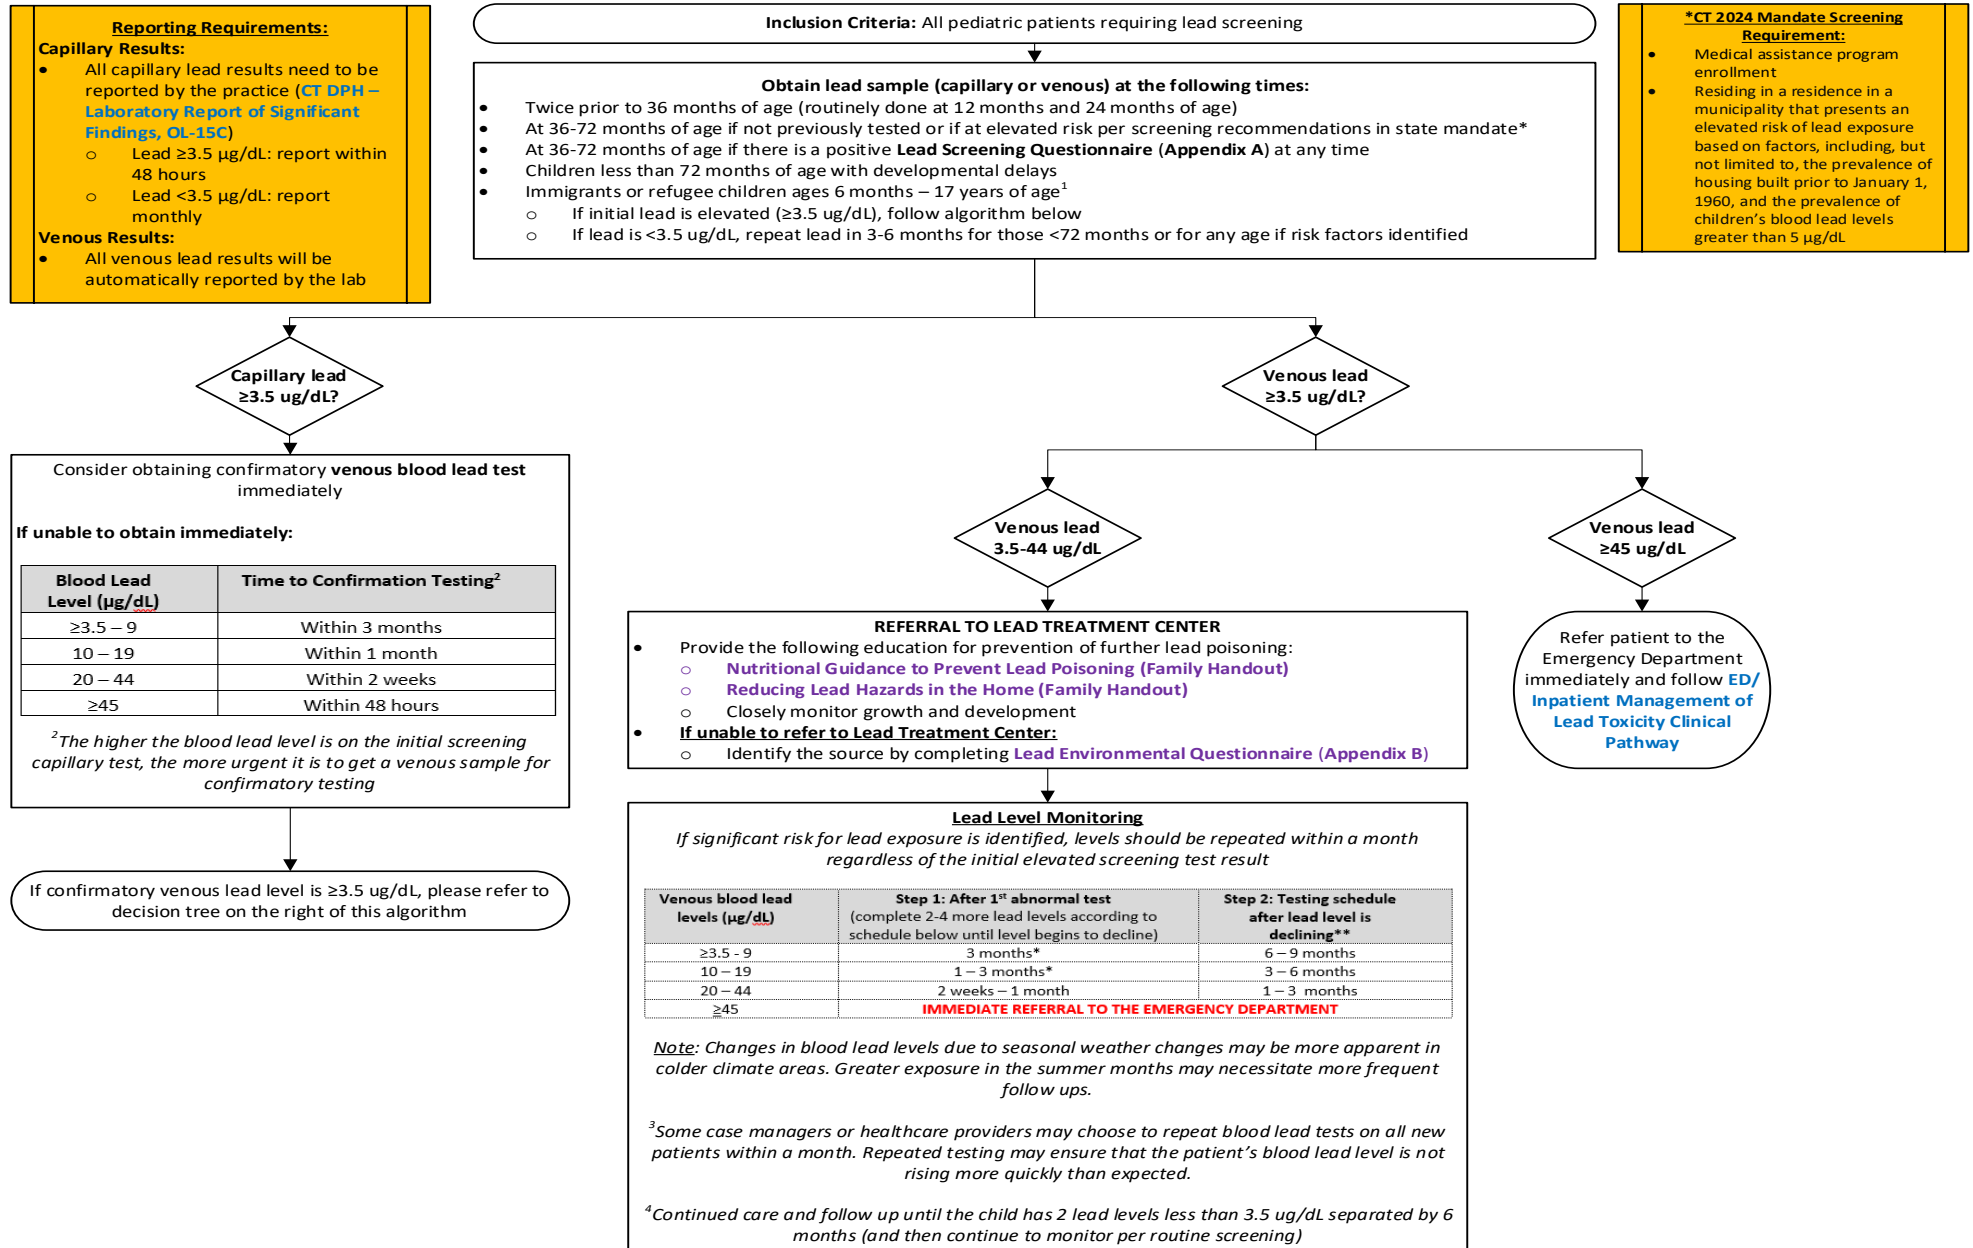 Reporting Requirements:
Capillary Results:
• All capillary lead results need to be
reported by the practice (CT DPH –
Laboratory Report of Significant
Findings, OL-15C)
o Lead ≥3.5 µg/dL: report within
48 hours
o Lead <3.5 µg/dL: report
monthly
Venous Results:
• All venous lead results will be
automatically reported by the lab
Inclusion Criteria: All pediatric patients requiring lead screening
Obtain lead sample (capillary or venous) at the following times:
• Twice prior to 36 months of age (routinely done at 12 months and 24 months of age)
• At 36-72 months of age if not previously tested or if at elevated risk per screening recommendations in state mandate*
• At 36-72 months of age if there is a positive Lead Screening Questionnaire (Appendix A) at any time
• Children less than 72 months of age with developmental delays
• Immigrants or refugee children ages 6 months – 17 years of age¹
o If initial lead is elevated (≥3.5 ug/dL), follow algorithm below
o If lead is <3.5 ug/dL, repeat lead in 3-6 months for those <72 months or for any age if risk factors identified
*CT 2024 Mandate Screening
Requirement:
• Medical assistance program
enrollment
• Residing in a residence in a
municipality that presents an
elevated risk of lead exposure
based on factors, including, but
not limited to, the prevalence of
housing built prior to January 1,
1960, and the prevalence of
children's blood lead levels
greater than 5 µg/dL
Capillary lead
≥3.5 ug/dL?
Consider obtaining confirmatory venous blood lead test
immediately
If unable to obtain immediately:
Blood Lead Time to Confirmation Testing²
Level (µg/dL)
≥3.5 – 9 Within 3 months
10 – 19 Within 1 month
20 – 44 Within 2 weeks
≥45 Within 48 hours
²The higher the blood lead level is on the initial screening
capillary test, the more urgent it is to get a venous sample for
confirmatory testing
If confirmatory venous lead level is ≥3.5 ug/dL, please refer to
decision tree on the right of this algorithm
Venous lead
≥3.5 ug/dL?
Venous lead
3.5-44 ug/dL
REFERRAL TO LEAD TREATMENT CENTER
• Provide the following education for prevention of further lead poisoning:
o Nutritional Guidance to Prevent Lead Poisoning (Family Handout)
o Reducing Lead Hazards in the Home (Family Handout)
o Closely monitor growth and development
• If unable to refer to Lead Treatment Center:
o Identify the source by completing Lead Environmental Questionnaire (Appendix B)
Venous lead
≥45 ug/dL
Refer patient to the
Emergency Department
immediately and follow ED/
Inpatient Management of
Lead Toxicity Clinical
Pathway
Lead Level Monitoring
If significant risk for lead exposure is identified, levels should be repeated within a month
regardless of the initial elevated screening test result
Venous blood lead Step 1: After 1st abnormal test Step 2: Testing schedule
levels (µg/dL) (complete 2-4 more lead levels according to after lead level is
schedule below until level begins to decline) declining**
≥3.5 - 9 3 months* 6 – 9 months
10 – 19 1 – 3 months* 3 – 6 months
20 – 44 2 weeks – 1 month 1 – 3 months
≥45 IMMEDIATE REFERRAL TO THE EMERGENCY DEPARTMENT
Note: Changes in blood lead levels due to seasonal weather changes may be more apparent in
colder climate areas. Greater exposure in the summer months may necessitate more frequent
follow ups.
³Some case managers or healthcare providers may choose to repeat blood lead tests on all new
patients within a month. Repeated testing may ensure that the patient's blood lead level is not
rising more quickly than expected.
⁴Continued care and follow up until the child has 2 lead levels less than 3.5 ug/dL separated by 6
months (and then continue to monitor per routine screening)